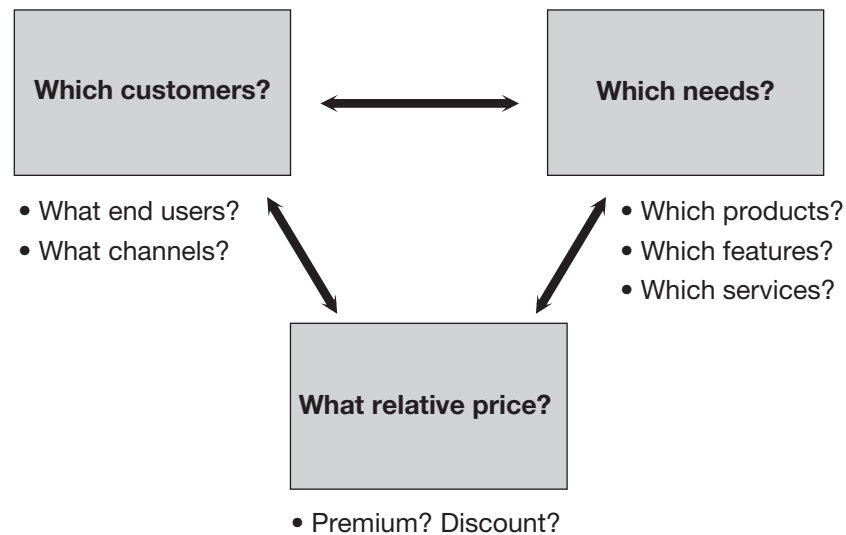 Which customers?
Which needs?
• What end users?
• What channels?
• Which products?
• Which features?
• Which services?
What relative price?
• Premium? Discount?